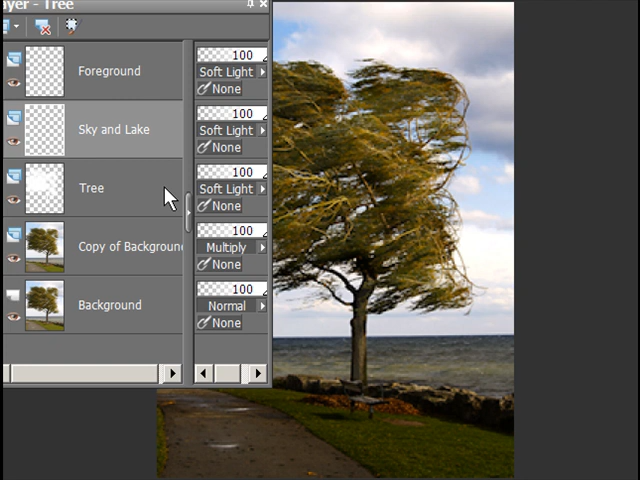 ayer - Tree
100
Foreground
Soft Light
None
100
Sky and Lake
Soft Light
None
100
Tree
Soft Light
None
100
Copy of Background
Multiply
None
100
Background
Normal
None